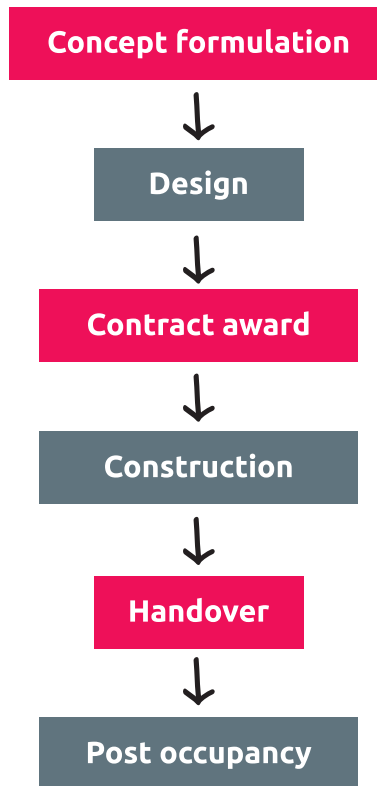 Concept formulation
Design
Contract award
Construction
Handover
Post occupancy